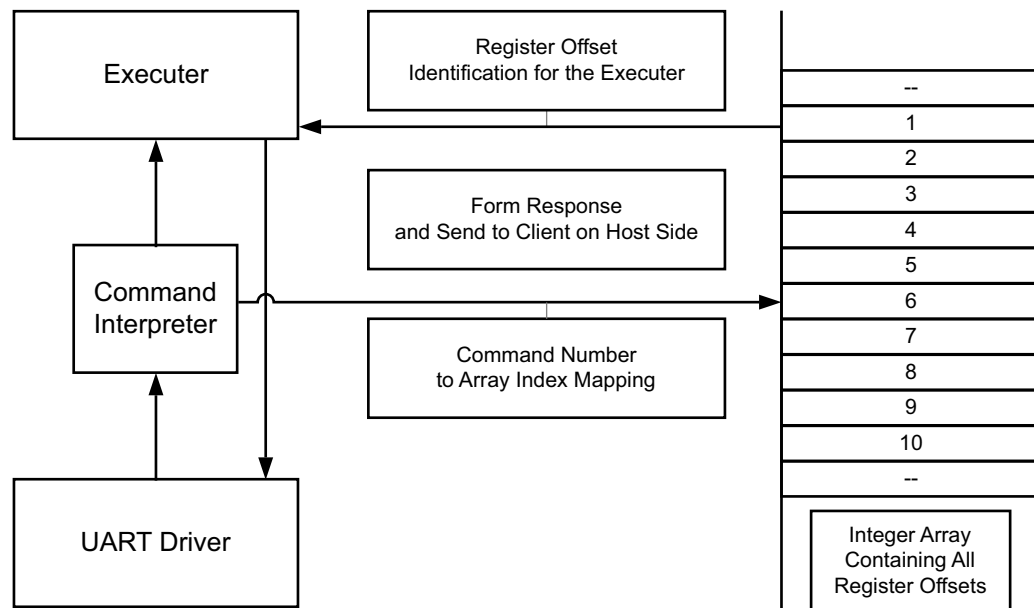 Executer
Register Offset
Identification for the Executer
Form Response
and Send to Client on Host Side
Command
Interpreter
Command Number
to Array Index Mapping
UART Driver
--
1
2
3
4
5
6
7
8
9
10
--
Integer Array
Containing All
Register Offsets